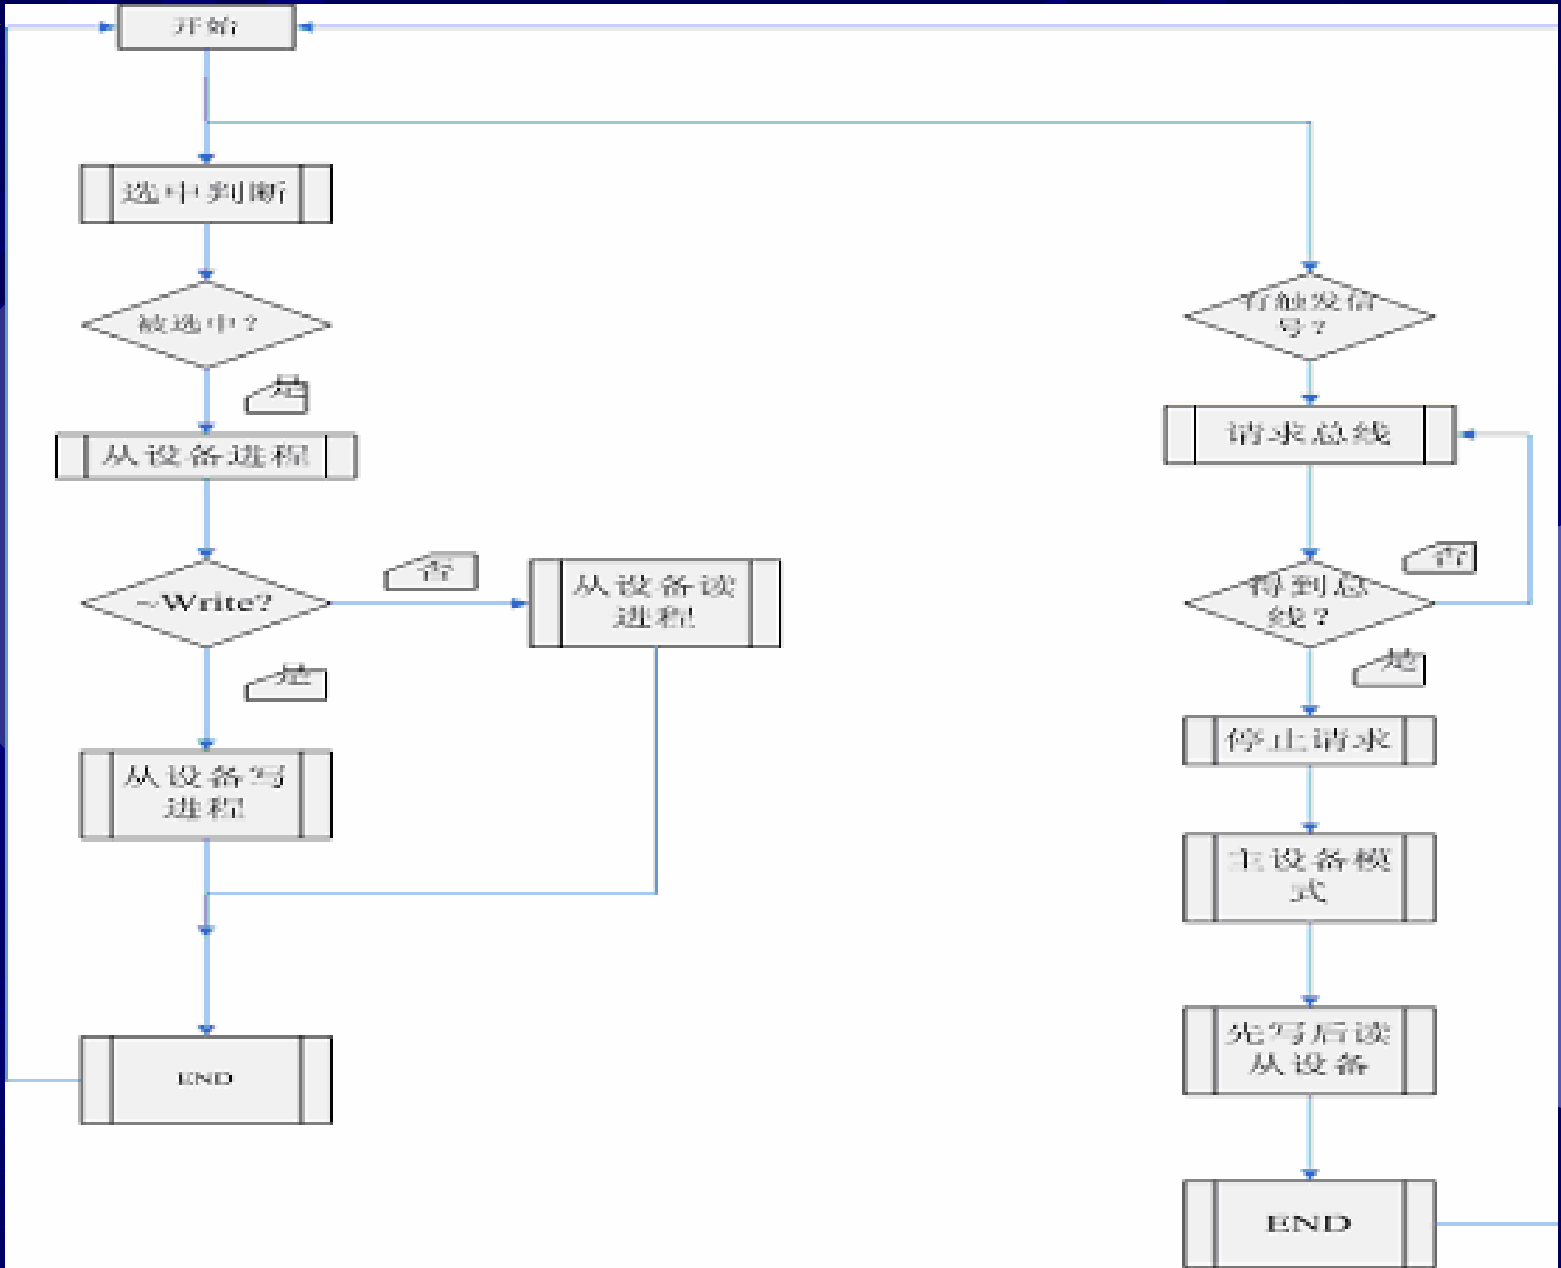 开始
选中判断
被选中?
是
从设备进程
~Write?
否
从设备读
进程
是
从设备写
进程
END
有触发信
号?
请求总线
否
得到总
线?
是
停止请求
主设备模
式
先写后读
从设备
END